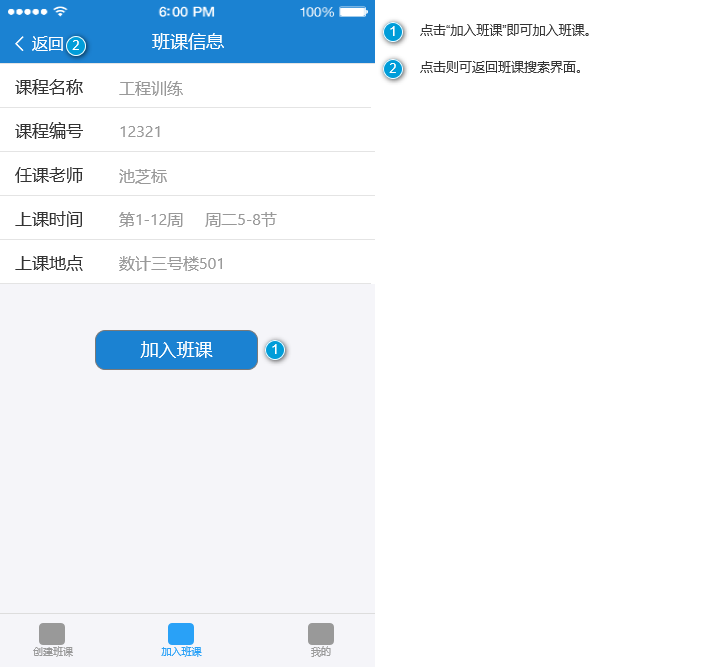 6:00 PM 100%
返回 2 班课信息
课程名称 工程训练
课程编号 12321
任课老师 池芝标
上课时间 第1-12周 周二5-8节
上课地点 数计三号楼501
加入班课 1
创建班课 加入班课 我的
1 点击“加入班课”即可加入班课。
2 点击则可返回班课搜索界面。